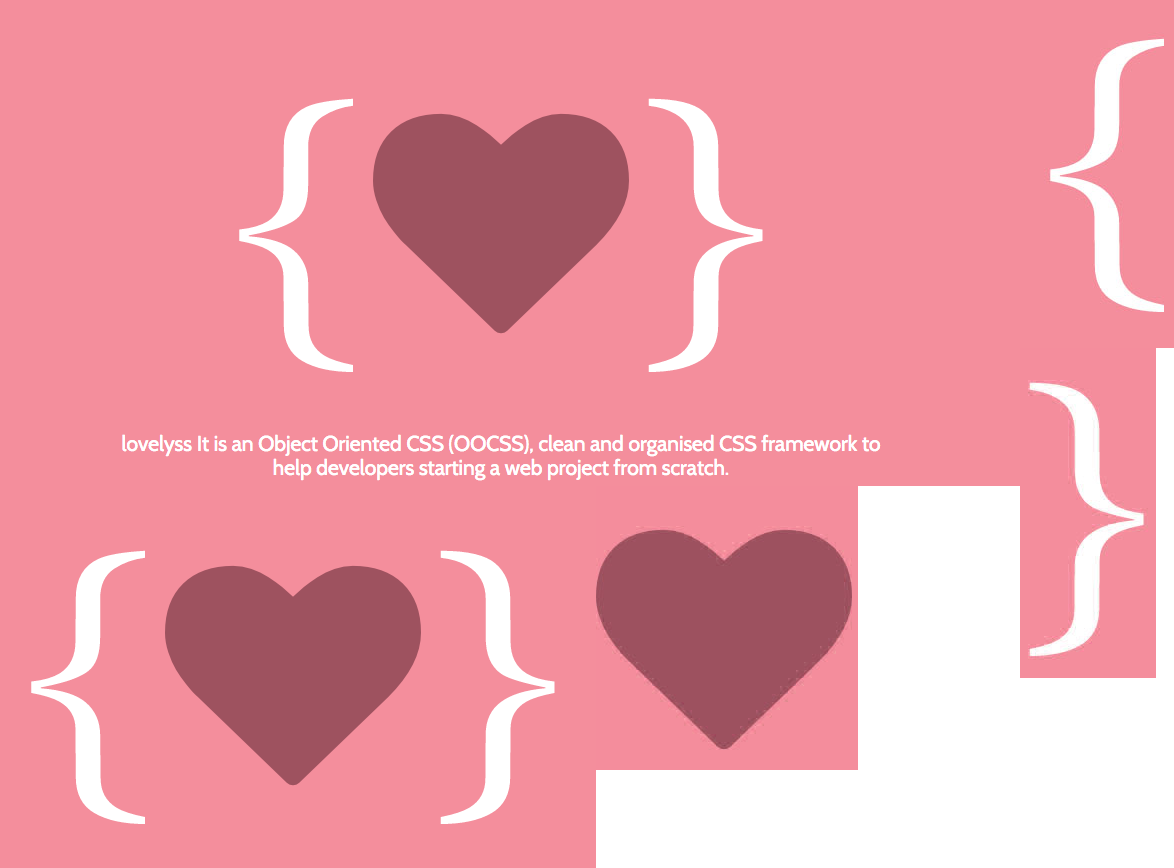 { }
lovelyss It is an Object Oriented CSS (OOCSS), clean and organised CSS framework to
help developers starting a web project from scratch.
{ }
{
}